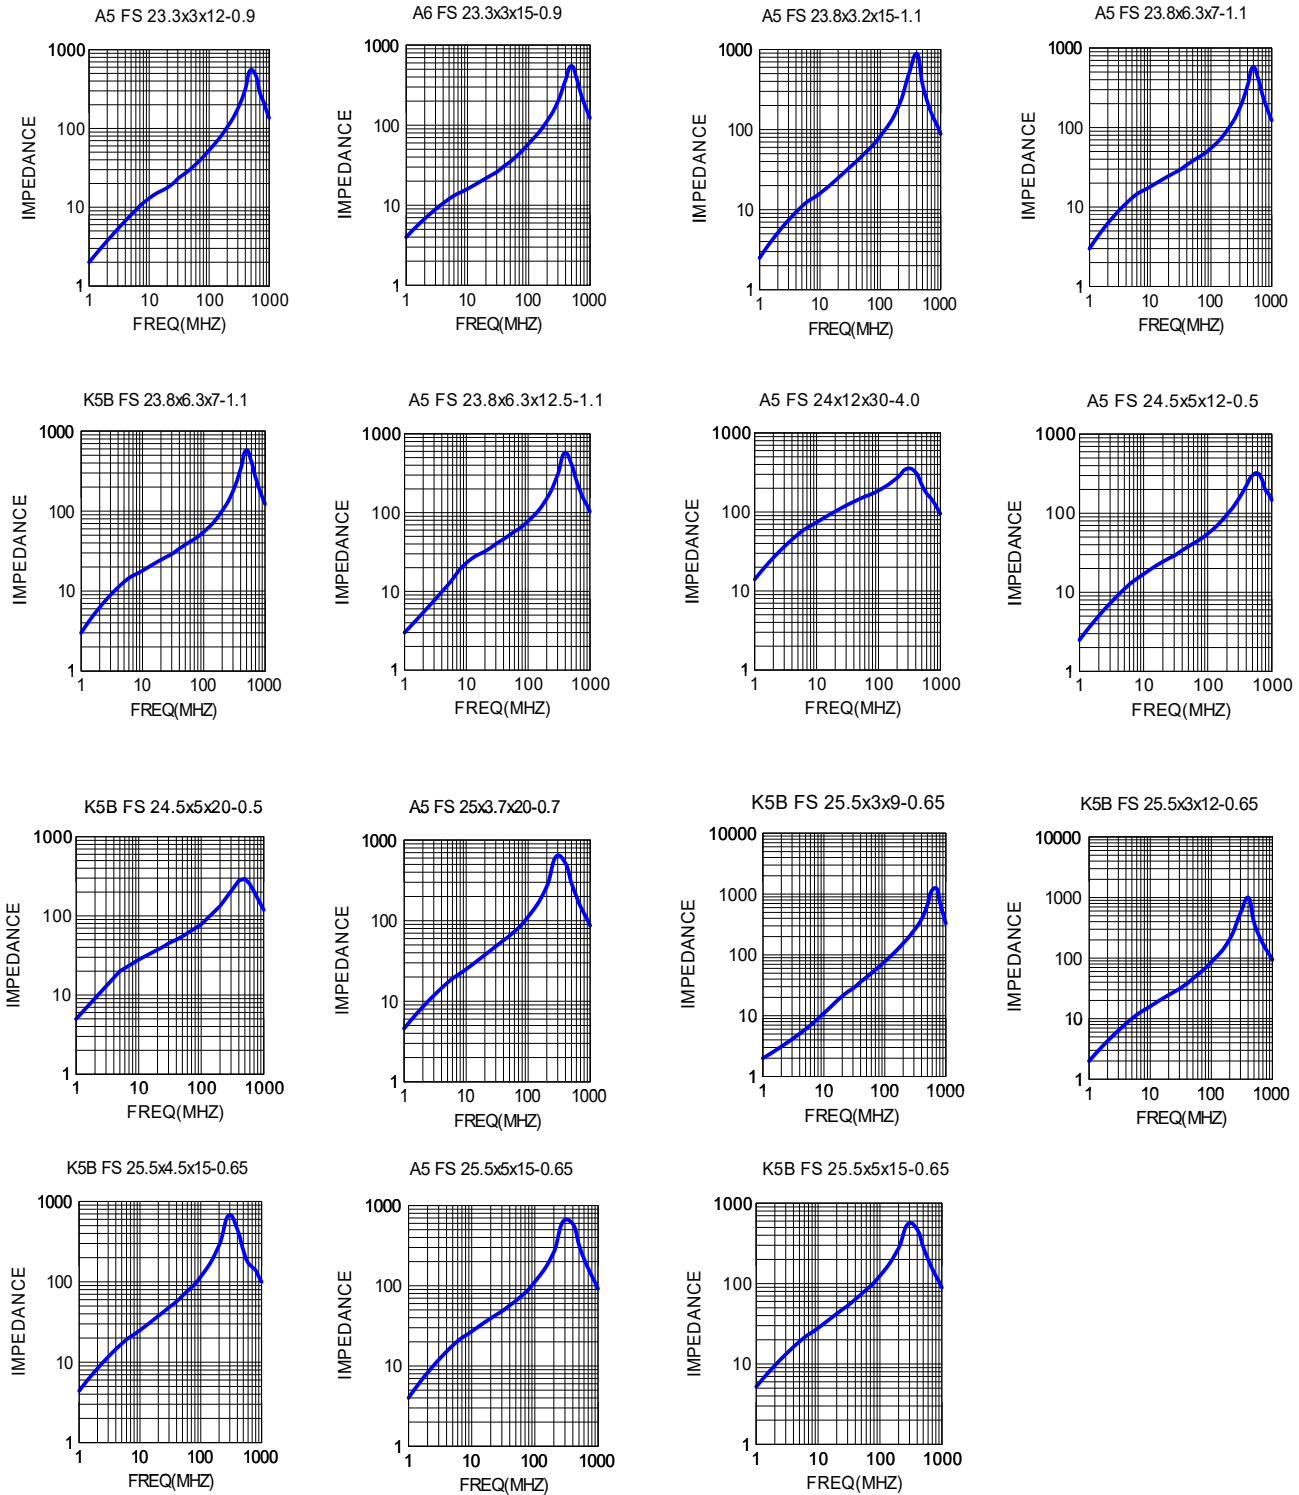 A5 FS 23.3x3x12-0.9
1000
100
10
1
IMPEDANCE
1 10 100 1000
FREQ(MHZ)
A6 FS 23.3x3x15-0.9
1000
100
10
1
IMPEDANCE
1 10 100 1000
FREQ(MHZ)
A5 FS 23.8x3.2x15-1.1
1000
100
10
1
IMPEDANCE
1 10 100 1000
FREQ(MHZ)
A5 FS 23.8x6.3x7-1.1
1000
100
10
1
IMPEDANCE
1 10 100 1000
FREQ(MHZ)
K5B FS 23.8x6.3x7-1.1
1000
100
10
1
IMPEDANCE
1 10 100 1000
FREQ(MHZ)
A5 FS 23.8x6.3x12.5-1.1
1000
100
10
1
IMPEDANCE
1 10 100 1000
FREQ(MHZ)
A5 FS 24x12x30-4.0
1000
100
10
1
IMPEDANCE
1 10 100 1000
FREQ(MHZ)
A5 FS 24.5x5x12-0.5
1000
100
10
1
IMPEDANCE
1 10 100 1000
FREQ(MHZ)
K5B FS 24.5x5x20-0.5
1000
100
10
1
IMPEDANCE
1 10 100 1000
FREQ(MHZ)
A5 FS 25x3.7x20-0.7
1000
100
10
1
IMPEDANCE
1 10 100 1000
FREQ(MHZ)
K5B FS 25.5x3x9-0.65
10000
1000
100
10
1
IMPEDANCE
1 10 100 1000
FREQ(MHZ)
K5B FS 25.5x3x12-0.65
10000
1000
100
10
1
IMPEDANCE
1 10 100 1000
FREQ(MHZ)
K5B FS 25.5x4.5x15-0.65
1000
100
10
1
IMPEDANCE
1 10 100 1000
FREQ(MHZ)
A5 FS 25.5x5x15-0.65
1000
100
10
1
IMPEDANCE
1 10 100 1000
FREQ(MHZ)
K5B FS 25.5x5x15-0.65
1000
100
10
1
IMPEDANCE
1 10 100 1000
FREQ(MHZ)